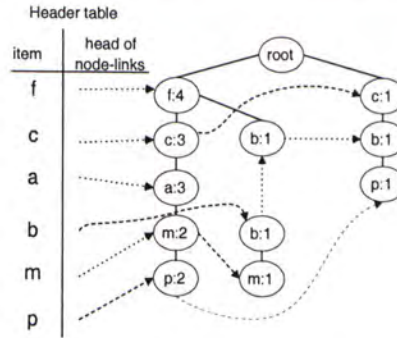 Header table
item
head of
node-links
root
f
f:4
c:1
c
c:3
b:1
b:1
a
a:3
p:1
b
m:2
b:1
m
p:2
m:1
p